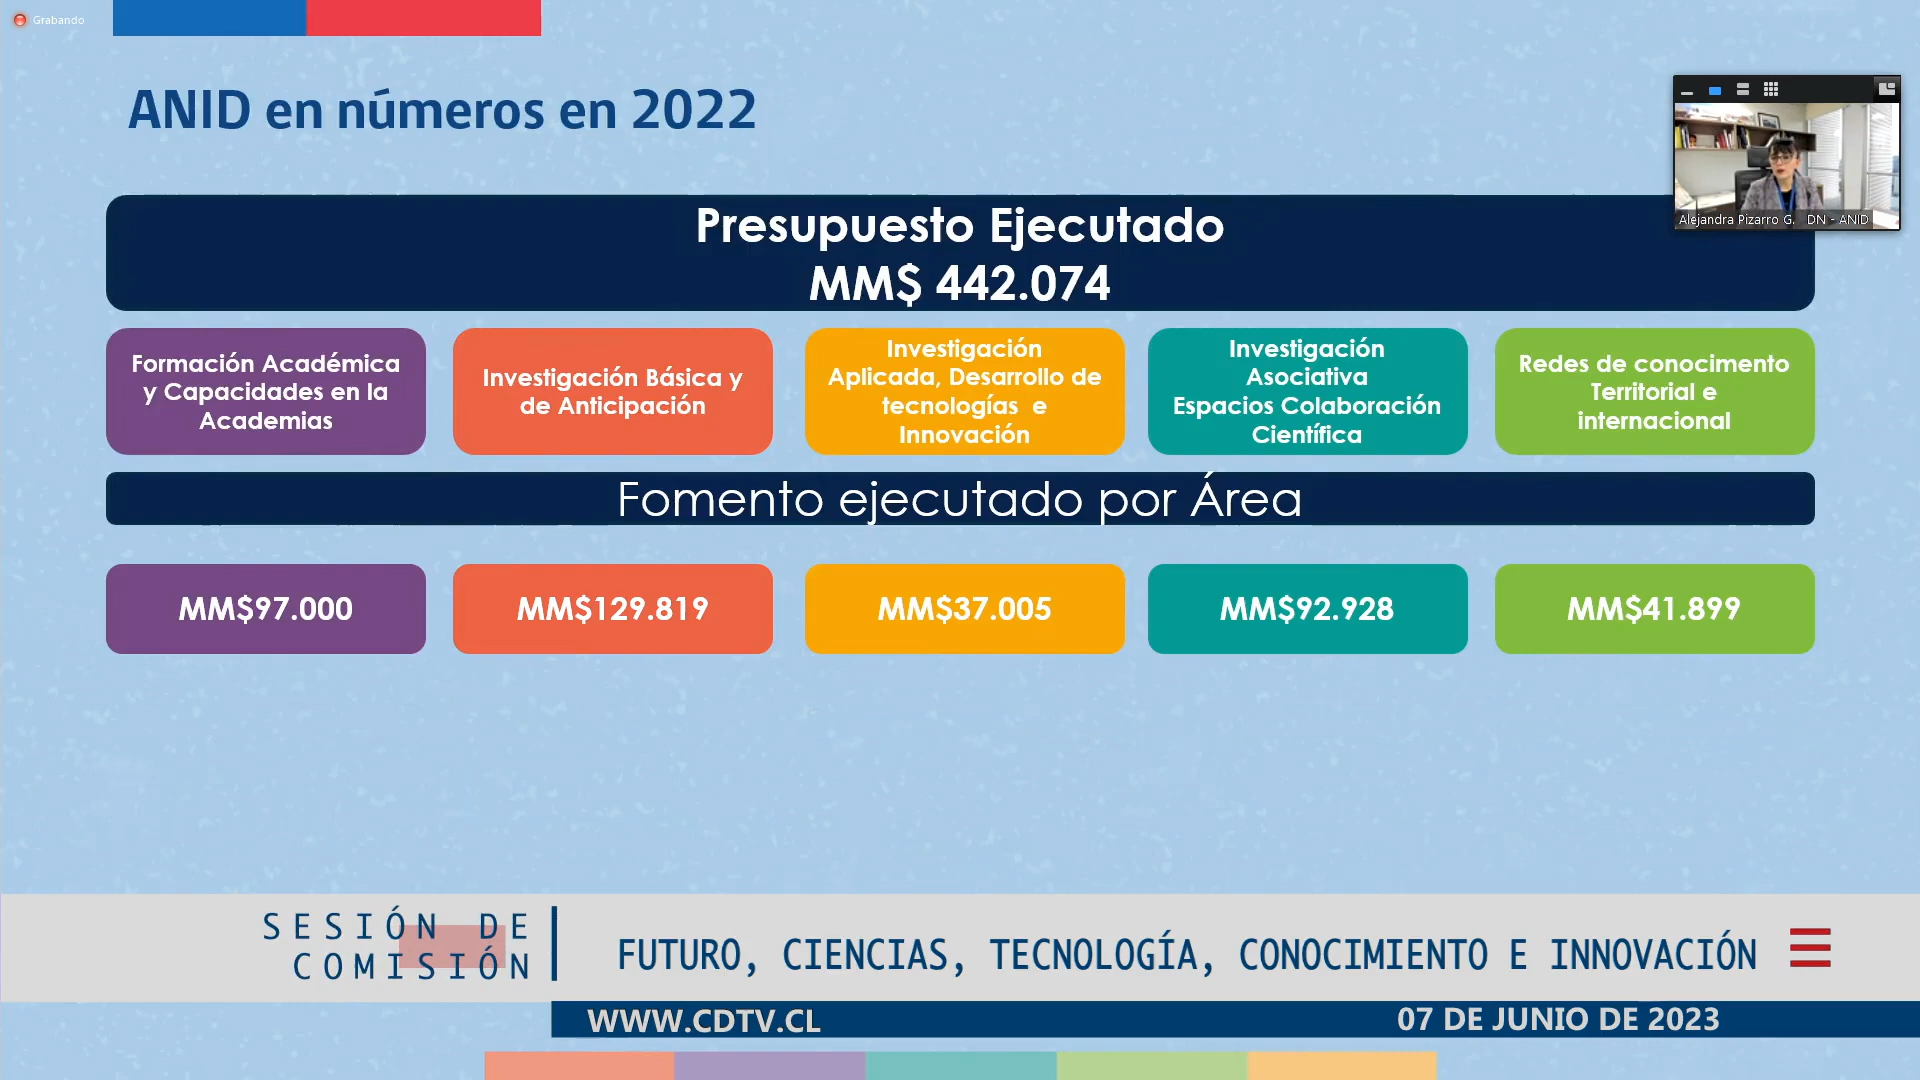 Grabando
ANID en números en 2022
Alejandra Pizarro G. DN - ANID
Presupuesto Ejecutado
MM$ 442.074
Formación Académica
y Capacidades en la
Academias
Investigación Básica y
de Anticipación
Investigación
Aplicada, Desarrollo de
tecnologías e
Innovación
Investigación
Asociativa
Espacios Colaboración
Científica
Redes de conocimiento
Territorial e
internacional
Fomento ejecutado por Área
MM$97.000
MM$129.819
MM$37.005
MM$92.928
MM$41.899
SESIÓN DE
COMISIÓN
FUTURO, CIENCIAS, TECNOLOGÍA, CONOCIMIENTO E INNOVACIÓN
WWW.CDTV.CL
07 DE JUNIO DE 2023